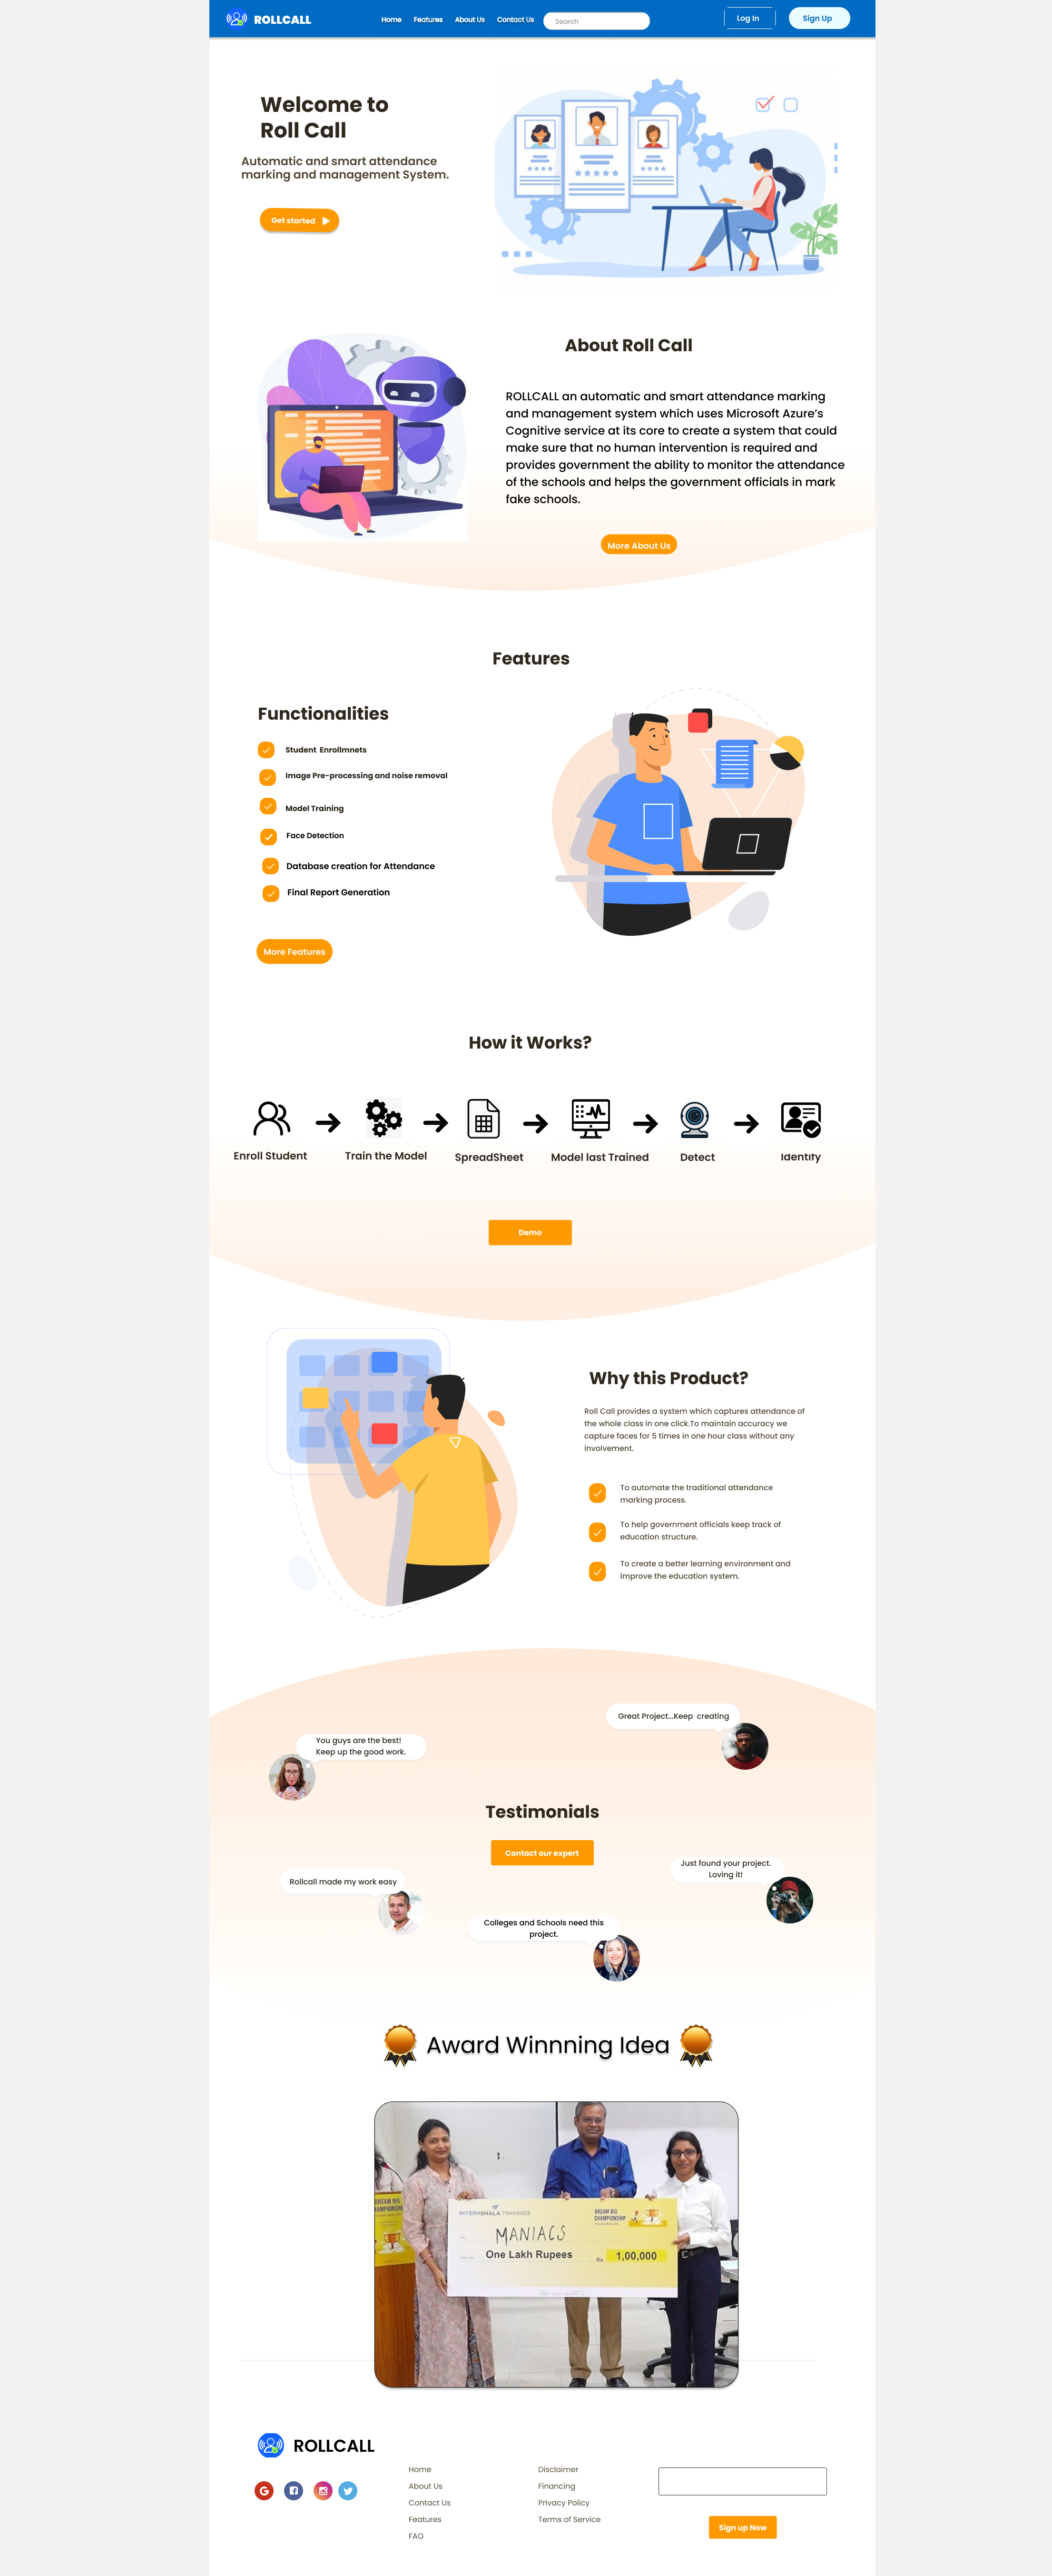 ROLLCALL
Home
Features
About Us
Contact Us
Search
Log In
Sign Up
Welcome to
Roll Call
Automatic and smart attendance
marking and management System.
Get started
About Roll Call
ROLLCALL an automatic and smart attendance marking
and management system which uses Microsoft Azure's
Cognitive service at its core to create a system that could
make sure that no human intervention is required and
provides government the ability to monitor the attendance
of the schools and helps the government officials in mark
fake schools.
More About Us
Features
Functionalities
Student Enrollmnets
Image Pre-processing and noise removal
Model Training
Face Detection
Database creation for Attendance
Final Report Generation
More Features
How it Works?
Enroll Student
Train the Model
SpreadSheet
Model last Trained
Detect
Identify
Demo
Why this Product?
Roll Call provides a system which captures attendance of
the whole class in one click.To maintain accuracy we
capture faces for 5 times in one hour class without any
involvement.
To automate the traditional attendance
marking process.
To help government officials keep track of
education structure.
To create a better learning environment and
improve the education system.
Great Project...Keep creating
You guys are the best!
Keep up the good work.
Testimonials
Contact our expert
Just found your project.
Loving it!
Rollcall made my work easy
Colleges and Schools need this
project.
Award Winnning Idea
DREAM BIG
CHAMPIONSHIP
INTERNSHALA TRAININGS
DREAM BIG
CHAMPIONSHIP
MANIACS
One Lakh Rupees
Rs. 1,00,000
ROLLCALL
Home
About Us
Contact Us
Features
FAQ
Disclaimer
Financing
Privacy Policy
Terms of Service
Sign up Now